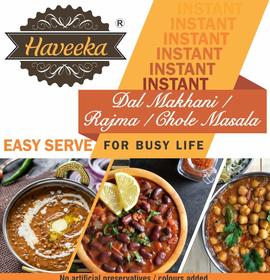 Haveeka
®
INSTANT
INSTANT
INSTANT
INSTANT
INSTANT
INSTANT
Dal Makhani /
Rajma / Chole Masala
EASY SERVE FOR BUSY LIFE
No artificial preservatives / colours added